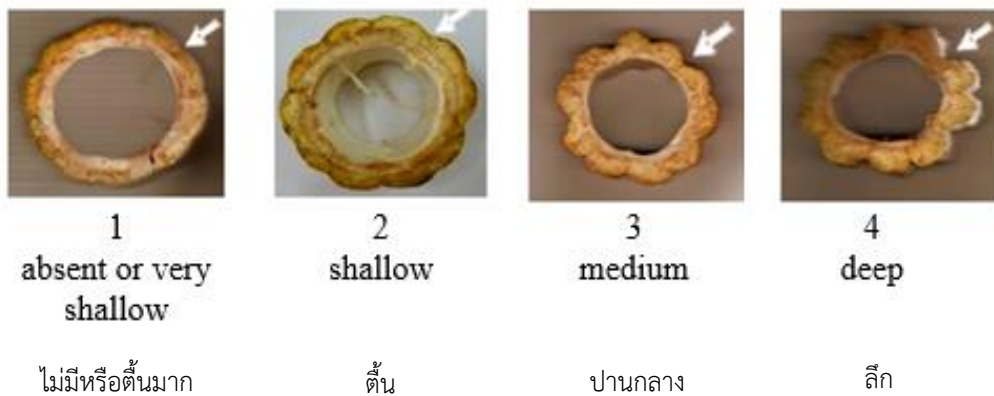 1 2 3 4
absent or very shallow shallow medium deep
ไม่มีหรือตื้นมาก ตื้น ปานกลาง ลึก